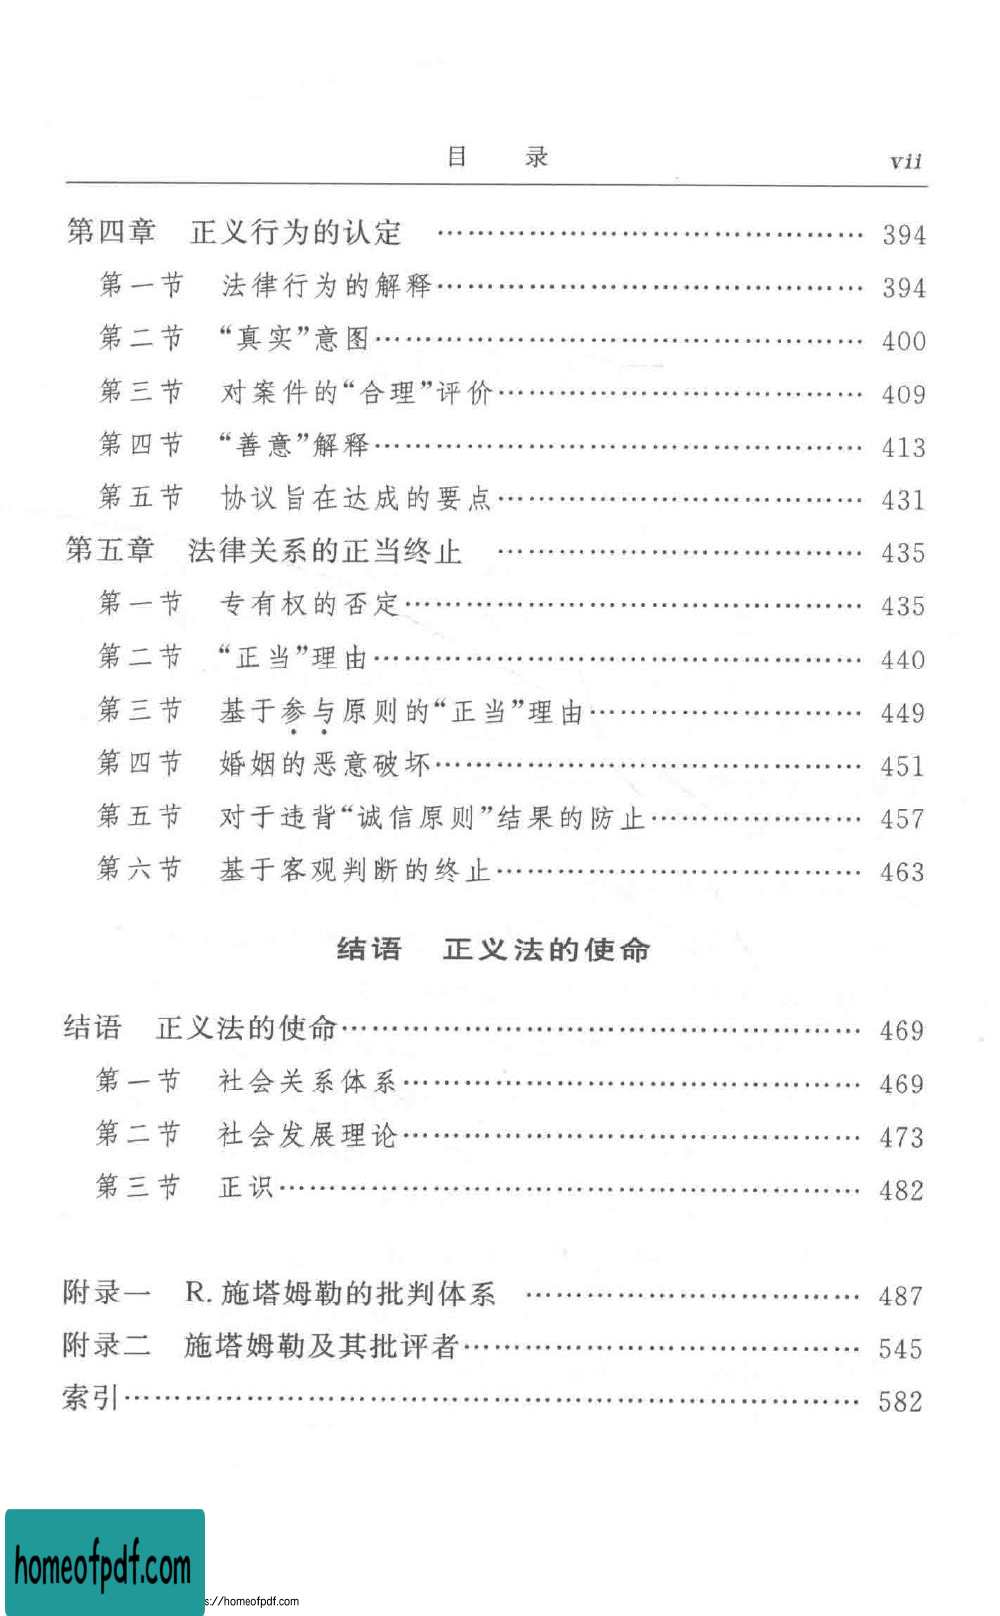 目 录 vii
第四章 正义行为的认定 …………………………………… 394
第一节 法律行为的解释…………………………………… 394
第二节 “真实”意图………………………………………… 400
第三节 对案件的“合理”评价……………………………… 409
第四节 “善意”解释………………………………………… 413
第五节 协议旨在达成的要点……………………………… 431
第五章 法律关系的正当终止 ……………………………… 435
第一节 专有权的否定……………………………………… 435
第二节 “正当”理由………………………………………… 440
第三节 基于参与原则的“正当”理由……………………… 449
第四节 婚姻的恶意破坏…………………………………… 451
第五节 对于违背“诚信原则”结果的防止………………… 457
第六节 基于客观判断的终止……………………………… 463
结语 正义法的使命
结语 正义法的使命…………………………………………… 469
第一节 社会关系体系……………………………………… 469
第二节 社会发展理论……………………………………… 473
第三节 正识………………………………………………… 482
附录一 R. 施塔姆勒的批判体系 …………………………… 487
附录二 施塔姆勒及其批评者………………………………… 545
索引……………………………………………………………… 582
homeofpdf.com
s://homeofpdf.com